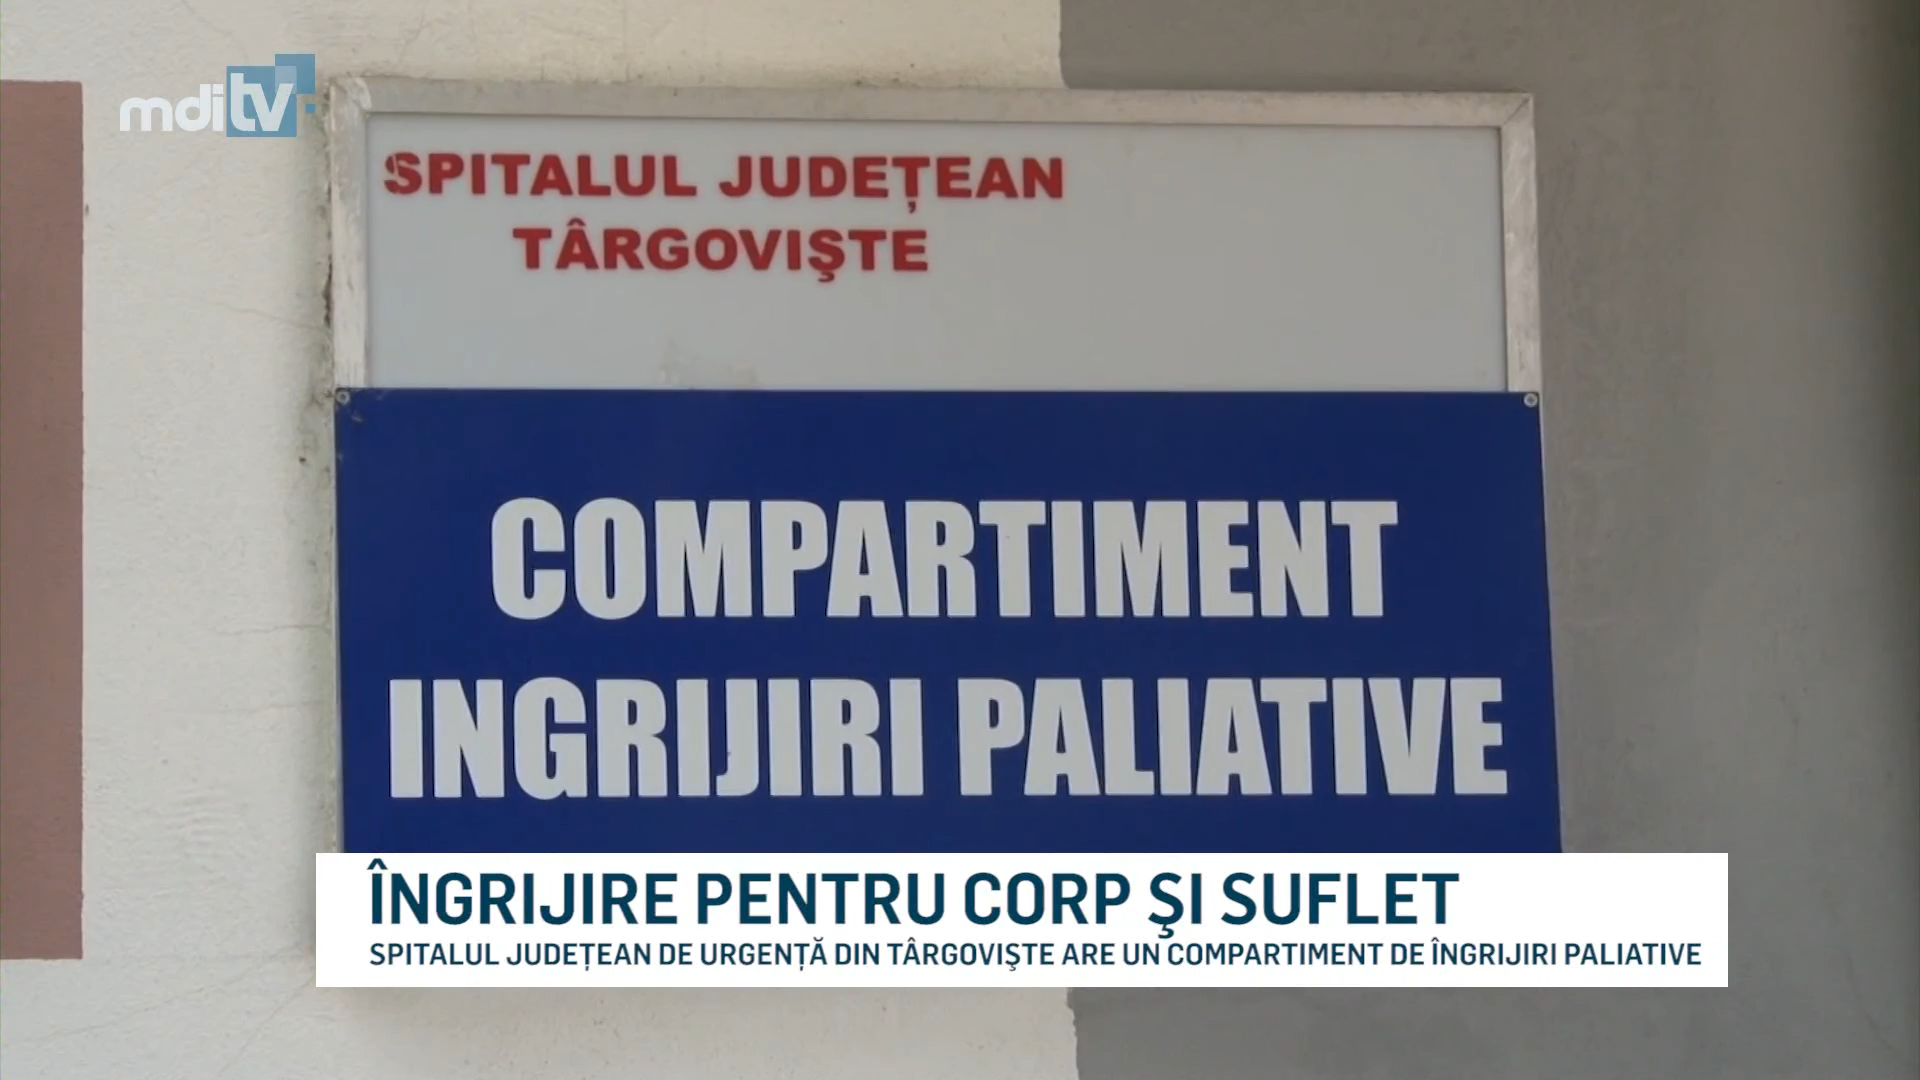 mditv
SPITALUL JUDEȚEAN
TÂRGOVIŞTE
COMPARTIMENT
INGRIJIRI PALIATIVE
ÎNGRIJIRE PENTRU CORP ŞI SUFLET
SPITALUL JUDEȚEAN DE URGENȚĂ DIN TÂRGOVIŞTE ARE UN COMPARTIMENT DE ÎNGRIJIRI PALIATIVE